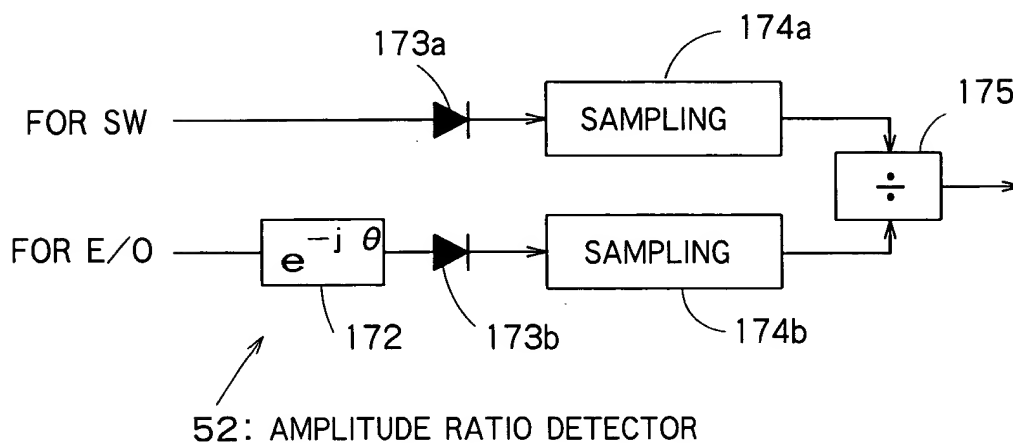 173a
174a
175
FOR SW
SAMPLING
÷
FOR E/O
e^{-j θ}
SAMPLING
172
173b
174b
52: AMPLITUDE RATIO DETECTOR